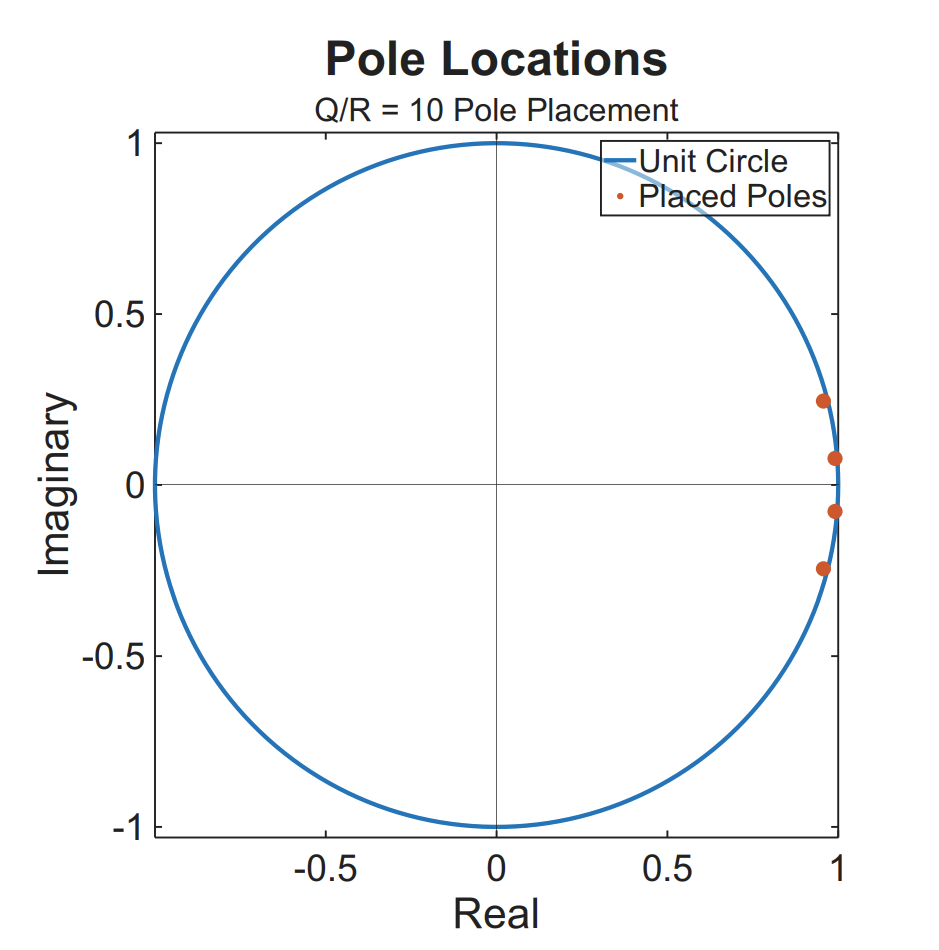 Pole Locations
Q/R = 10 Pole Placement
Unit Circle
Placed Poles
1
0.5
0
-0.5
-1
Imaginary
-0.5
0
0.5
1
Real